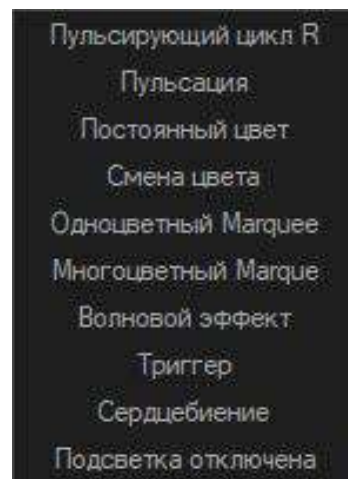 Пульсирующий цикл R
Пульсация
Постоянный цвет
Смена цвета
Одноцветный Marquee
Многоцветный Marque
Волновой эффект
Триггер
Сердцебиение
Подсветка отключена